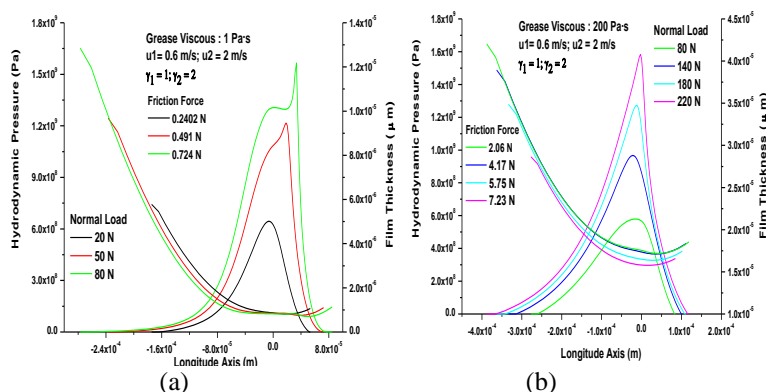 Grease Viscous : 1 Pa·s
u1= 0.6 m/s; u2 = 2 m/s
γ₁ = 1; γ₂ = 2
Friction Force
0.2402 N
0.491 N
0.724 N
Normal Load
20 N
50 N
80 N
Hydrodynamic Pressure (Pa)
1.8x10⁹
1.5x10⁹
1.2x10⁹
9.0x10⁸
6.0x10⁸
3.0x10⁸
0.0
Film Thickness (μ m)
1.4x10⁻⁵
1.2x10⁻⁵
1.0x10⁻⁵
8.0x10⁻⁶
6.0x10⁻⁶
4.0x10⁻⁶
2.0x10⁻⁶
0.0
-2.4x10⁻⁴ -1.6x10⁻⁴ -8.0x10⁻⁵ 0.0 8.0x10⁻⁵
Longitude Axis (m)
(a)
Grease Viscous : 200 Pa·s
u1= 0.6 m/s; u2 = 2 m/s
γ₁ = 1; γ₂ = 2
Normal Load
80 N
140 N
180 N
220 N
Friction Force
2.06 N
4.17 N
5.75 N
7.23 N
Hydrodynamic Pressure (Pa)
1.8x10⁹
1.6x10⁹
1.4x10⁹
1.2x10⁹
1.0x10⁹
8.0x10⁸
6.0x10⁸
4.0x10⁸
2.0x10⁸
0.0
Film Thickness (μ m)
4.5x10⁻⁵
4.0x10⁻⁵
3.5x10⁻⁵
3.0x10⁻⁵
2.5x10⁻⁵
2.0x10⁻⁵
1.5x10⁻⁵
1.0x10⁻⁵
-4.0x10⁻⁴ -3.0x10⁻⁴ -2.0x10⁻⁴ -1.0x10⁻⁴ 0.0 1.0x10⁻⁴ 2.0x10⁻⁴
Longitude Axis (m)
(b)